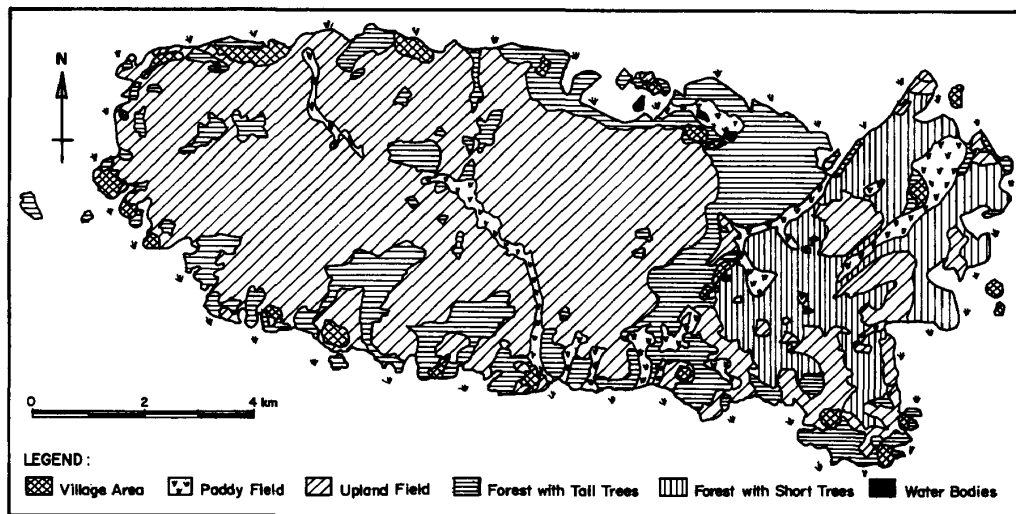 N
0 2 4 km
LEGEND :
Village Area Paddy Field Upland Field Forest with Tall Trees Forest with Short Trees Water Bodies